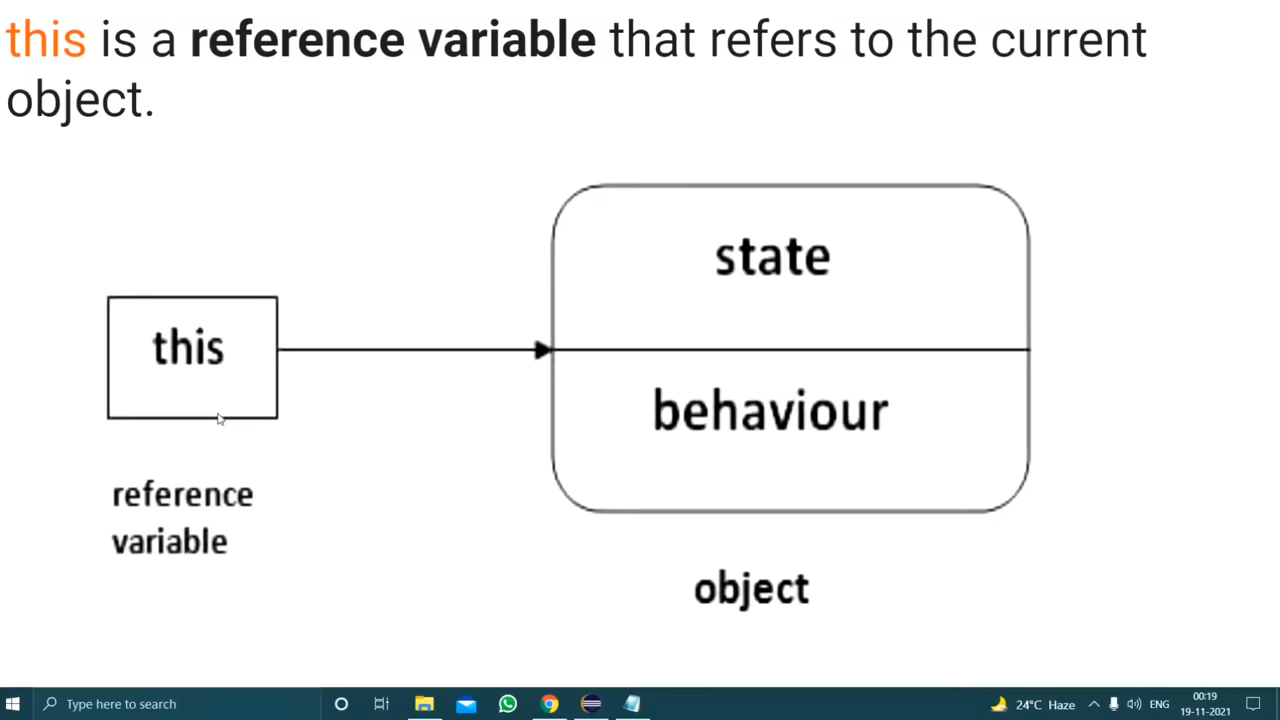 this is a reference variable that refers to the current
object.
state
this
behaviour
reference
variable
object
Type here to search
24°C Haze
ENG
00:19
19-11-2021